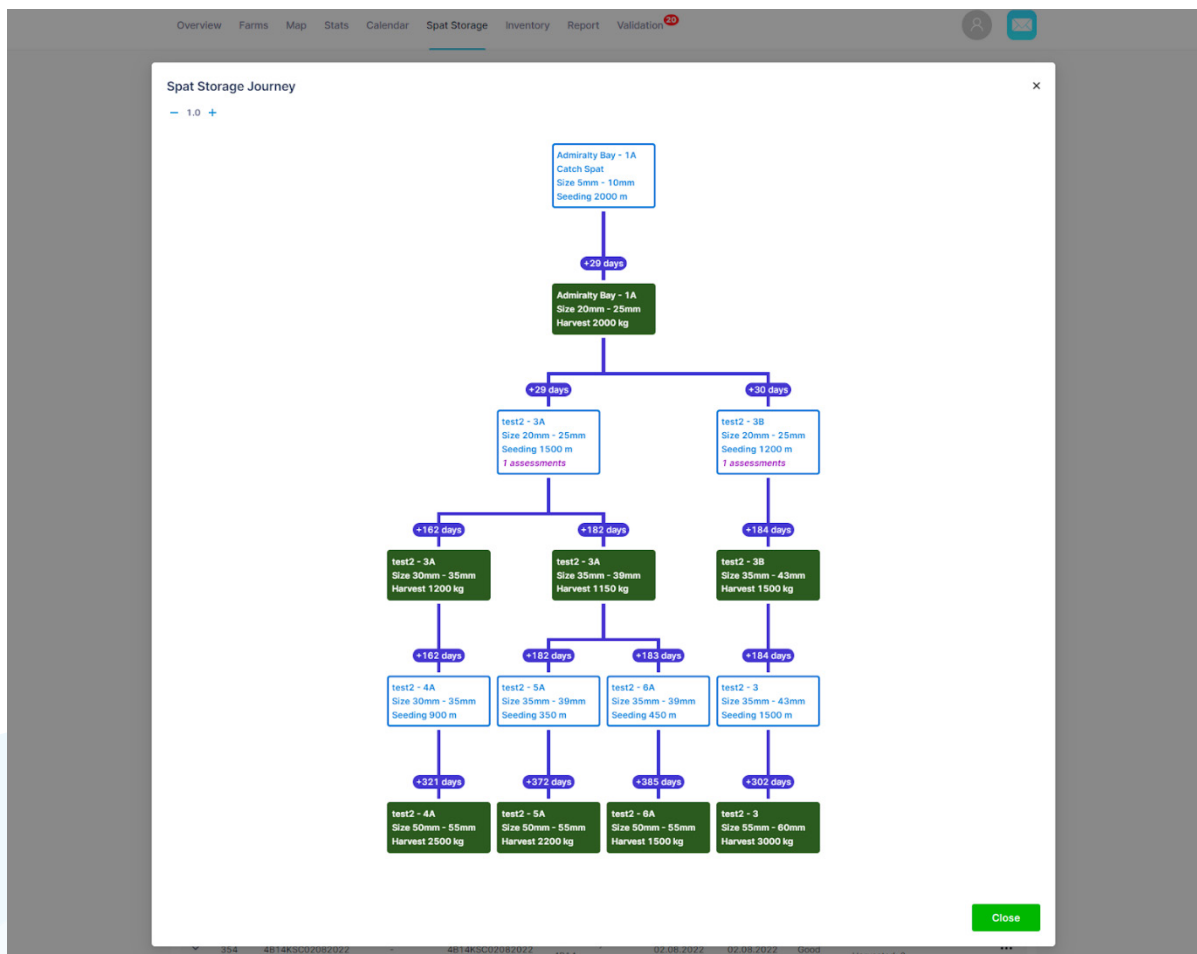 Overview Farms Map Stats Calendar Spat Storage Inventory Report Validation 20
Spat Storage Journey ×
− 1.0 +
Admiralty Bay - 1A
Catch Spat
Size 5mm - 10mm
Seeding 2000 m
+29 days
Admiralty Bay - 1A
Size 20mm - 25mm
Harvest 2000 kg
+29 days
+30 days
test2 - 3A
Size 20mm - 25mm
Seeding 1500 m
1 assessments
test2 - 3B
Size 20mm - 25mm
Seeding 1200 m
1 assessments
+162 days
+182 days
+184 days
test2 - 3A
Size 30mm - 35mm
Harvest 1200 kg
test2 - 3A
Size 35mm - 39mm
Harvest 1150 kg
test2 - 3B
Size 35mm - 43mm
Harvest 1500 kg
+162 days
+182 days
+183 days
+184 days
test2 - 4A
Size 30mm - 35mm
Seeding 900 m
test2 - 5A
Size 35mm - 39mm
Seeding 350 m
test2 - 6A
Size 35mm - 39mm
Seeding 450 m
test2 - 3
Size 35mm - 43mm
Seeding 1500 m
+321 days
+372 days
+385 days
+302 days
test2 - 4A
Size 50mm - 55mm
Harvest 2500 kg
test2 - 5A
Size 50mm - 55mm
Harvest 2200 kg
test2 - 6A
Size 50mm - 55mm
Harvest 1500 kg
test2 - 3
Size 55mm - 60mm
Harvest 3000 kg
Close
354 4B14KSC02082022 - 4B14KSC02082022 02.08.2022 02.08.2022 Good